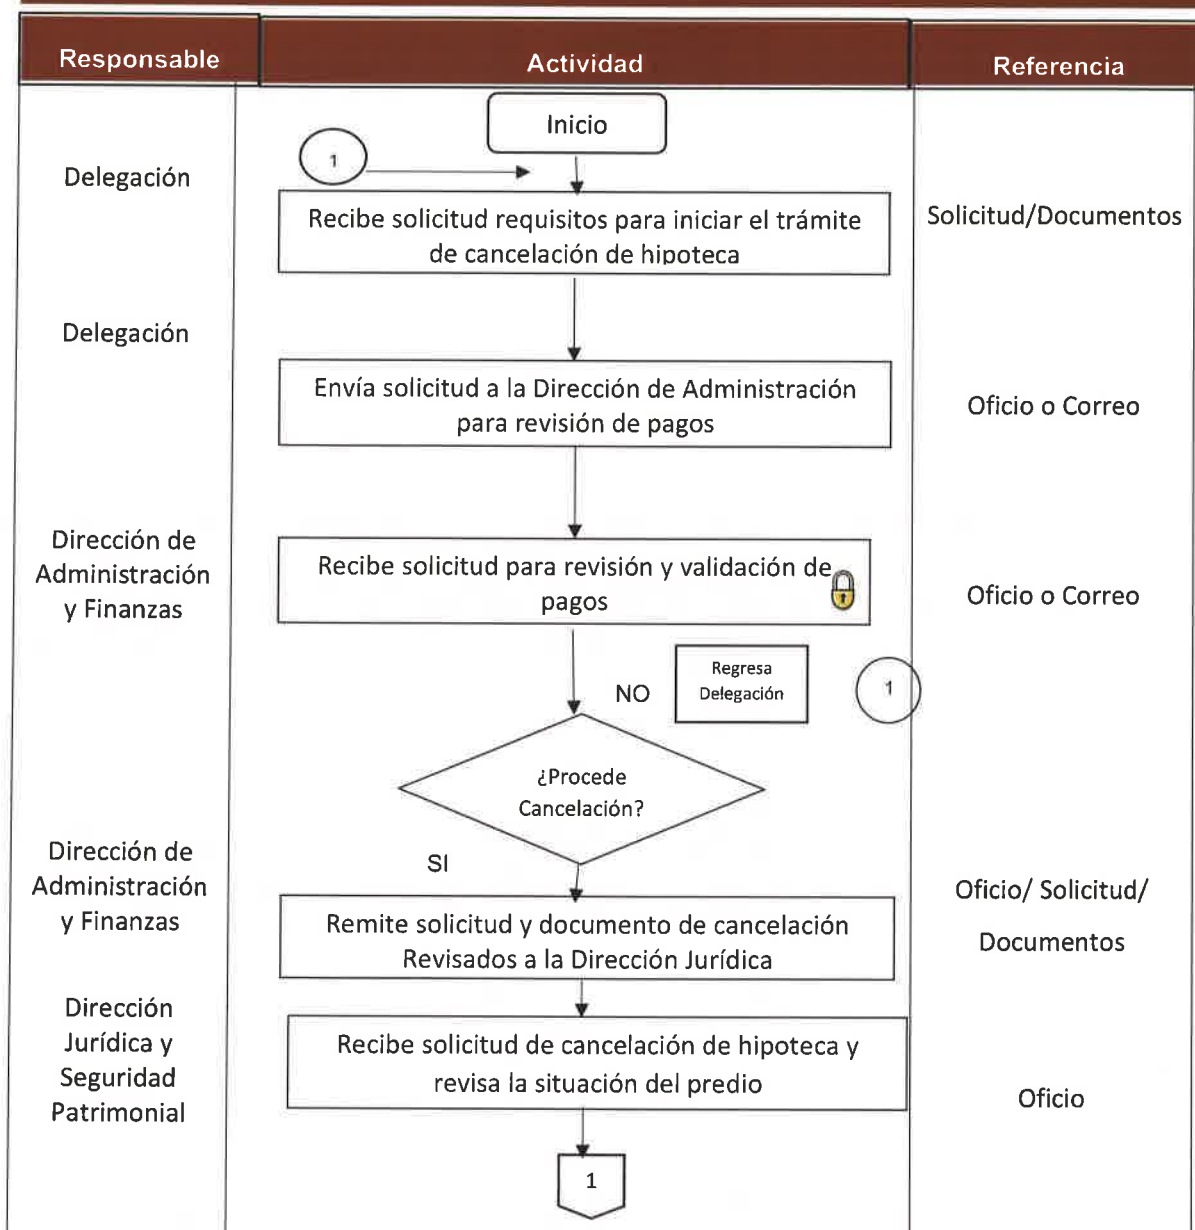 Responsable
Actividad
Referencia
Inicio
1
Delegación
Recibe solicitud requisitos para iniciar el trámite
de cancelación de hipoteca
Solicitud/Documentos
Delegación
Envía solicitud a la Dirección de Administración
para revisión de pagos
Oficio o Correo
Dirección de
Administración
y Finanzas
Recibe solicitud para revisión y validación de
pagos
Oficio o Correo
NO
Regresa
Delegación
1
¿Procede
Cancelación?
SI
Dirección de
Administración
y Finanzas
Remite solicitud y documento de cancelación
Revisados a la Dirección Jurídica
Oficio/ Solicitud/
Documentos
Dirección
Jurídica y
Seguridad
Patrimonial
Recibe solicitud de cancelación de hipoteca y
revisa la situación del predio
Oficio
1